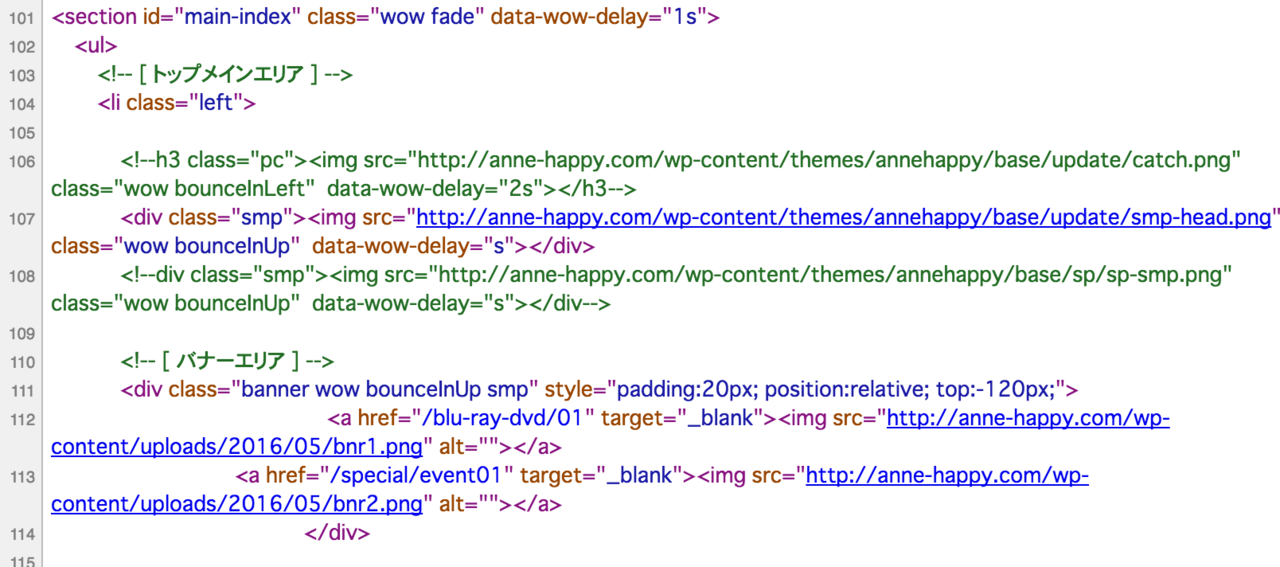 101 <section id="main-index" class="wow fade" data-wow-delay="1s">
102 <ul>
103 <!-- [ トップメインエリア ] -->
104 <li class="left">
105
106 <!--h3 class="pc"><img src="http://anne-happy.com/wp-content/themes/annehappy/base/update/catch.png"
class="wow bounceInLeft"  data-wow-delay="2s"></h3-->
107 <div class="smp"><img src="http://anne-happy.com/wp-content/themes/annehappy/base/update/smp-head.png"
class="wow bounceInUp"  data-wow-delay="s"></div>
108 <!--div class="smp"><img src="http://anne-happy.com/wp-content/themes/annehappy/base/sp/sp-smp.png"
class="wow bounceInUp"  data-wow-delay="s"></div-->
109
110 <!-- [ バナーエリア ] -->
111 <div class="banner wow bounceInUp smp" style="padding:20px; position:relative; top:-120px;">
112 <a href="/blu-ray-dvd/01" target="_blank"><img src="http://anne-happy.com/wp-
content/uploads/2016/05/bnr1.png" alt=""></a>
113 <a href="/special/event01" target="_blank"><img src="http://anne-happy.com/wp-
content/uploads/2016/05/bnr2.png" alt=""></a>
114 </div>
115